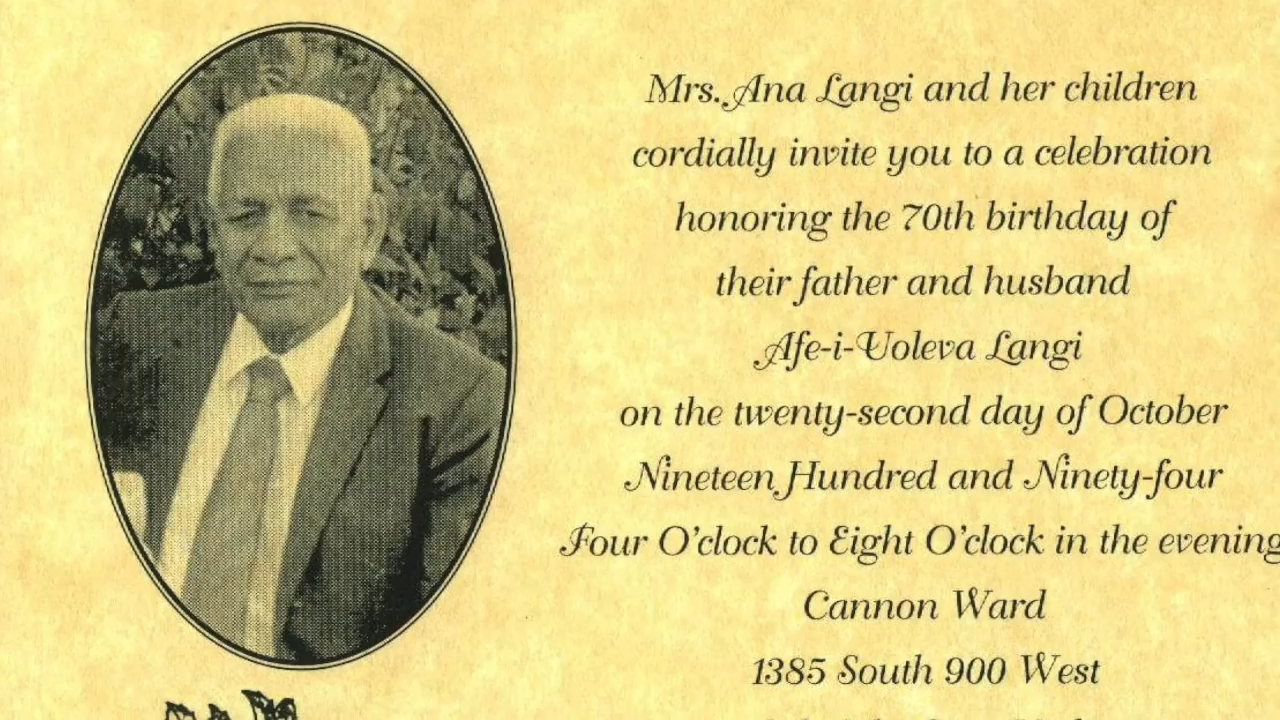 Mrs. Ana Langi and her children
cordially invite you to a celebration
honoring the 70th birthday of
their father and husband
Afe-i-Uoleva Langi
on the twenty-second day of October
Nineteen Hundred and Ninety-four
Four O'clock to Eight O'clock in the evening
Cannon Ward
1385 South 900 West